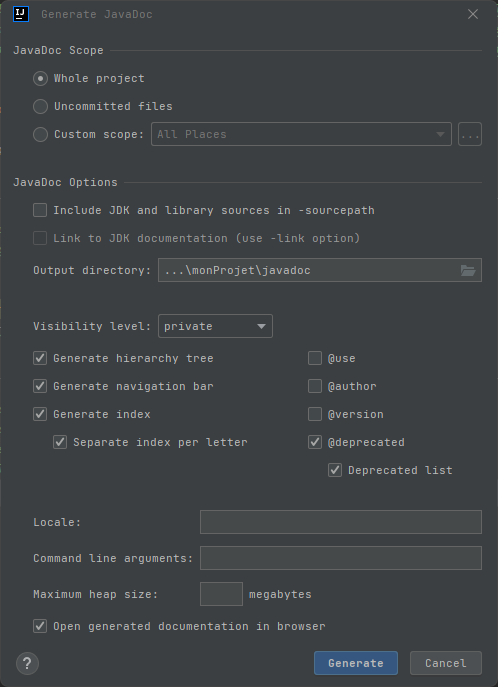 IJ Generate JavaDoc
JavaDoc Scope
Whole project
Uncommitted files
Custom scope: All Places ...
JavaDoc Options
Include JDK and library sources in -sourcepath
Link to JDK documentation (use -link option)
Output directory: ...\monProjet\javadoc
Visibility level: private
Generate hierarchy tree @use
Generate navigation bar @author
Generate index @version
Separate index per letter @deprecated
Deprecated list
Locale:
Command line arguments:
Maximum heap size: megabytes
Open generated documentation in browser
? Generate Cancel